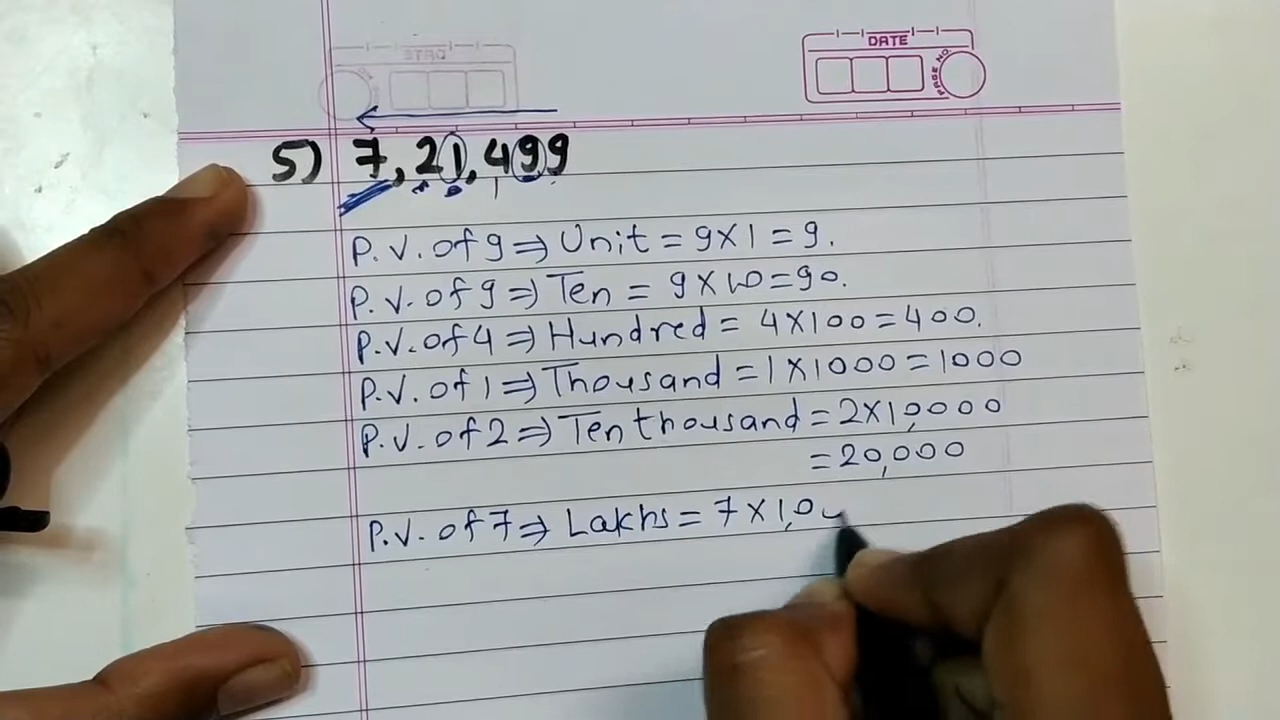 DATE
PAGE NO.
5) 7,21,499
P.V. of 9 ⇒ Unit = 9×1 = 9.
P.V. of 9 ⇒ Ten = 9×10 = 90.
P.V. of 4 ⇒ Hundred = 4×100 = 400.
P.V. of 1 ⇒ Thousand = 1×1000 = 1000
P.V. of 2 ⇒ Ten thousand = 2×10,000
= 20,000
P.V. of 7 ⇒ Lakhs = 7×1,0